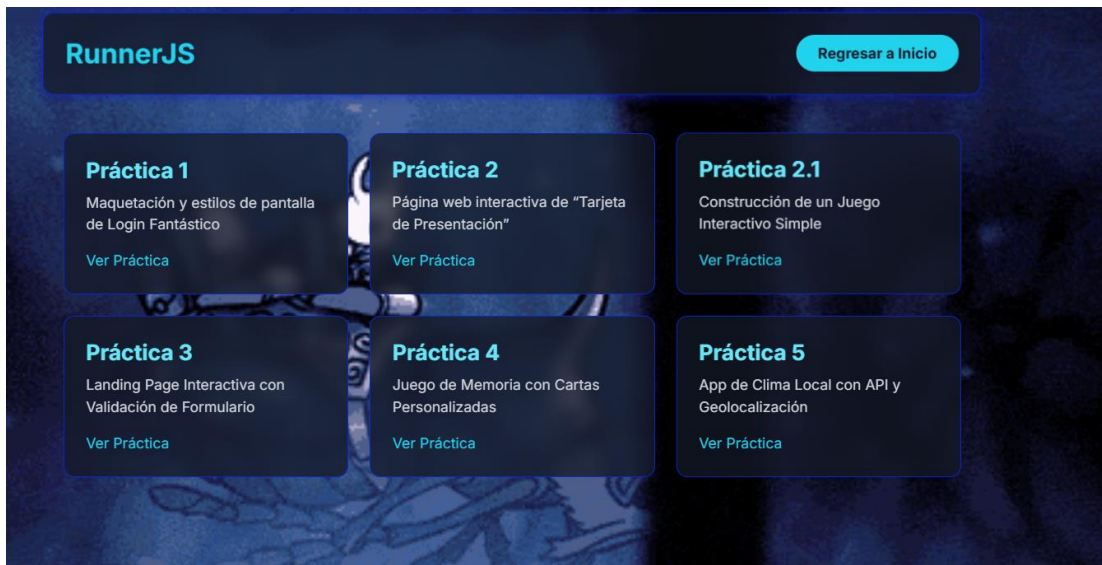 RunnerJS
Regresar a Inicio
Práctica 1
Maquetación y estilos de pantalla
de Login Fantástico
Ver Práctica
Práctica 2
Página web interactiva de “Tarjeta
de Presentación”
Ver Práctica
Práctica 2.1
Construcción de un Juego
Interactivo Simple
Ver Práctica
Práctica 3
Landing Page Interactiva con
Validación de Formulario
Ver Práctica
Práctica 4
Juego de Memoria con Cartas
Personalizadas
Ver Práctica
Práctica 5
App de Clima Local con API y
Geolocalización
Ver Práctica